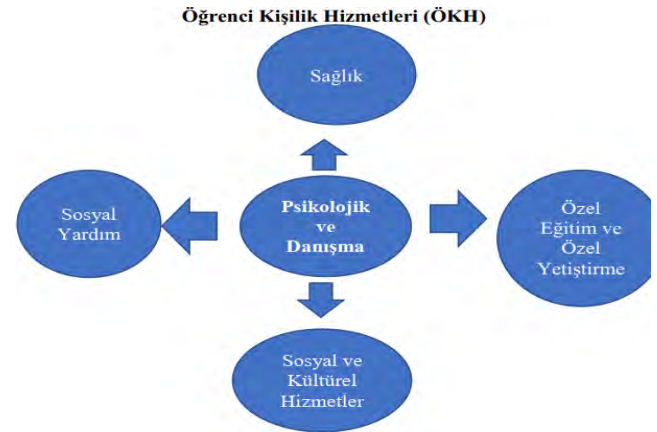 Öğrenci Kişilik Hizmetleri (ÖKH)
Sağlık
Sosyal
Yardım
Psikolojik
ve
Danışma
Özel
Eğitim ve
Özel
Yetiştirme
Sosyal ve
Kültürel
Hizmetler